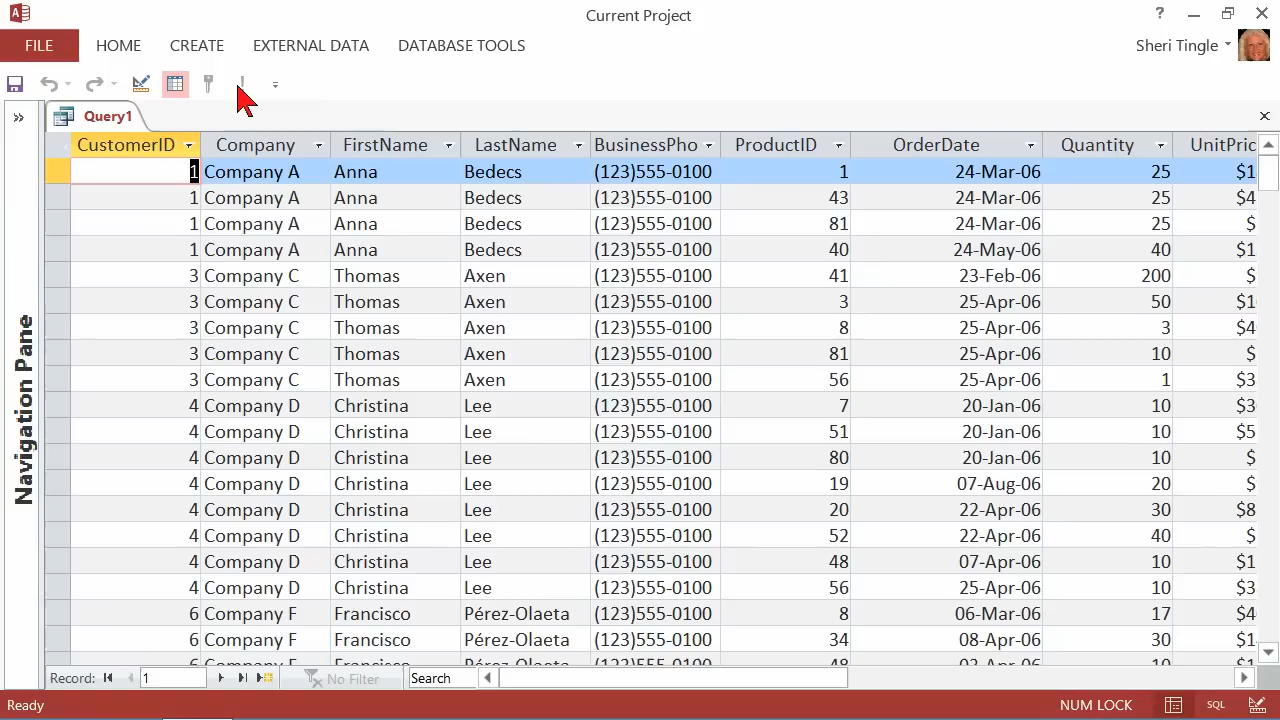 Current Project
?
FILE HOME CREATE EXTERNAL DATA DATABASE TOOLS Sheri Tingle
Query1
CustomerID Company FirstName LastName BusinessPho ProductID OrderDate Quantity UnitPric
1 Company A Anna Bedecs (123)555-0100 1 24-Mar-06 25 $1
1 Company A Anna Bedecs (123)555-0100 43 24-Mar-06 25 $4
1 Company A Anna Bedecs (123)555-0100 81 24-Mar-06 25 $
1 Company A Anna Bedecs (123)555-0100 40 24-May-06 40 $1
3 Company C Thomas Axen (123)555-0100 41 23-Feb-06 200 $
3 Company C Thomas Axen (123)555-0100 3 25-Apr-06 50 $1
3 Company C Thomas Axen (123)555-0100 8 25-Apr-06 3 $4
3 Company C Thomas Axen (123)555-0100 81 25-Apr-06 10 $
3 Company C Thomas Axen (123)555-0100 56 25-Apr-06 1 $3
4 Company D Christina Lee (123)555-0100 7 20-Jan-06 10 $3
4 Company D Christina Lee (123)555-0100 51 20-Jan-06 10 $5
4 Company D Christina Lee (123)555-0100 80 20-Jan-06 10 $
4 Company D Christina Lee (123)555-0100 19 07-Aug-06 20 $
4 Company D Christina Lee (123)555-0100 20 22-Apr-06 30 $8
4 Company D Christina Lee (123)555-0100 52 22-Apr-06 40 $
4 Company D Christina Lee (123)555-0100 48 07-Apr-06 10 $1
4 Company D Christina Lee (123)555-0100 56 25-Apr-06 10 $3
6 Company F Francisco Pérez-Olaeta (123)555-0100 8 06-Mar-06 17 $4
6 Company F Francisco Pérez-Olaeta (123)555-0100 34 08-Apr-06 30 $1
6 Company F Francisco Pérez-Olaeta (123)555-0100 48 10
Navigation Pane
Record: 1 No Filter Search
Ready NUM LOCK SQL